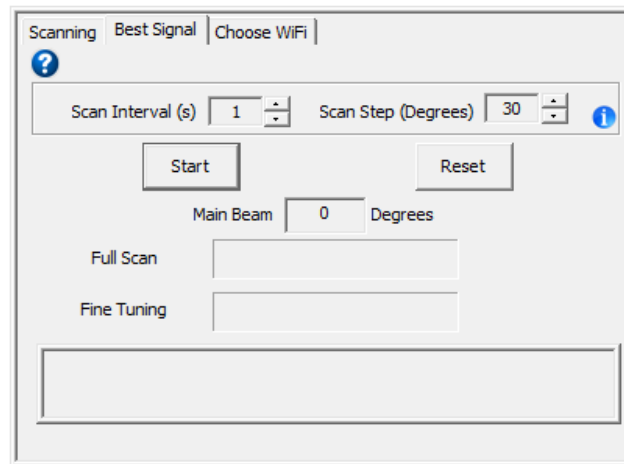 Scanning Best Signal Choose WiFi
?
Scan Interval (s) 1 Scan Step (Degrees) 30 i
Start Reset
Main Beam 0 Degrees
Full Scan
Fine Tuning